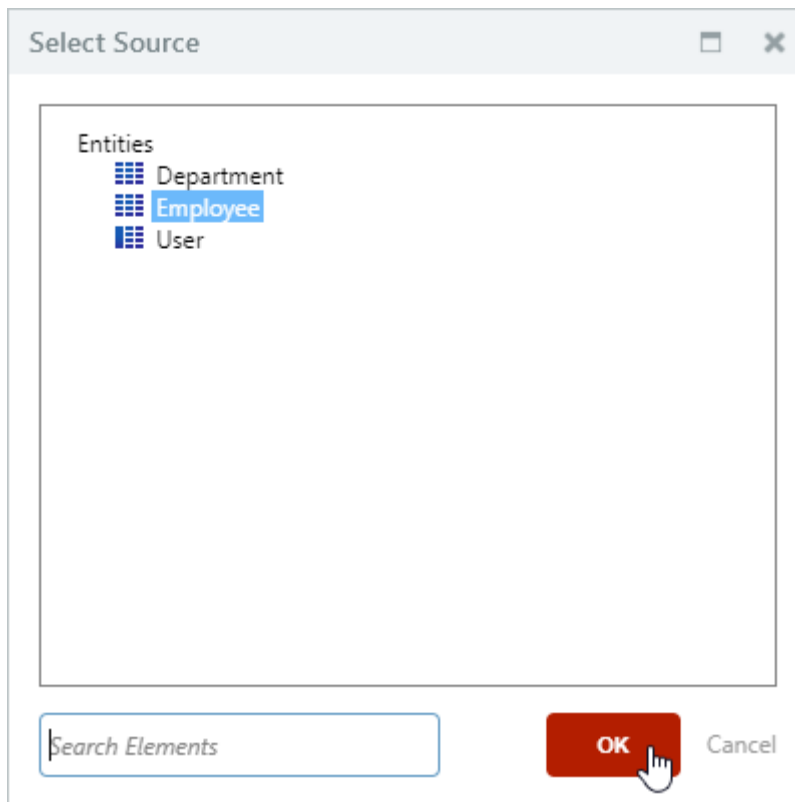 Select Source
Entities
Department
Employee
User
Search Elements
OK
Cancel